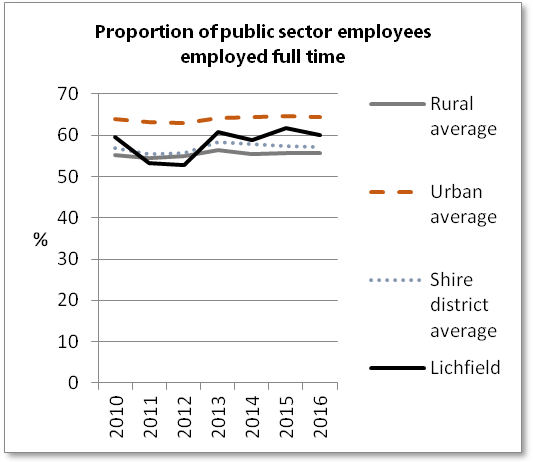 Proportion of public sector employees
employed full time
70
60
50
40
30
20
10
0
%
2010
2011
2012
2013
2014
2015
2016
Rural
average
Urban
average
Shire
district
average
Lichfield